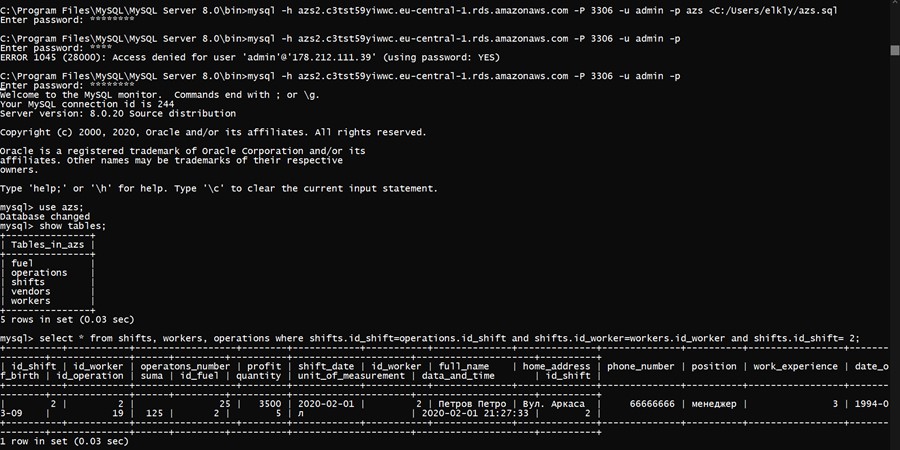 C:\Program Files\MySQL\MySQL Server 8.0\bin>mysql -h azs2.c3tst59yiwwc.eu-central-1.rds.amazonaws.com -P 3306 -u admin -p azs <C:/Users/elkly/azs.sql
Enter password: ********
C:\Program Files\MySQL\MySQL Server 8.0\bin>mysql -h azs2.c3tst59yiwwc.eu-central-1.rds.amazonaws.com -P 3306 -u admin -p
Enter password: ****
ERROR 1045 (28000): Access denied for user 'admin'@'178.212.111.39' (using password: YES)
C:\Program Files\MySQL\MySQL Server 8.0\bin>mysql -h azs2.c3tst59yiwwc.eu-central-1.rds.amazonaws.com -P 3306 -u admin -p
Enter password: ********
Welcome to the MySQL monitor.  Commands end with ; or \g.
Your MySQL connection id is 244
Server version: 8.0.20 Source distribution
Copyright (c) 2000, 2020, Oracle and/or its affiliates. All rights reserved.
Oracle is a registered trademark of Oracle Corporation and/or its
affiliates. Other names may be trademarks of their respective
owners.
Type 'help;' or '\h' for help. Type '\c' to clear the current input statement.
mysql> use azs;
Database changed
mysql> show tables;
+---------------+
| Tables_in_azs |
+---------------+
| fuel          |
| operations    |
| shifts        |
| vendors       |
| workers       |
+---------------+
5 rows in set (0.03 sec)
mysql> select * from shifts, workers, operations where shifts.id_shift=operations.id_shift and shifts.id_worker=workers.id_worker and shifts.id_shift= 2;
| id_shift | id_worker | operatons_number | profit | shift_date | id_worker | full_name | home_address | phone_number | position | work_experience | date_o
f_birth | id_operation | suma | id_fuel | quantity | unit_of_measurement | data_and_time | id_shift |
| 2 | 2 | 25 | 3500 | 2020-02-01 | 2 | Петров Петро | Вул. Аркаса | 66666666 | менеджер | 3 | 1994-0
3-09 | 19 | 125 | 2 | 5 | л | 2020-02-01 21:27:33 | 2 |
1 row in set (0.03 sec)